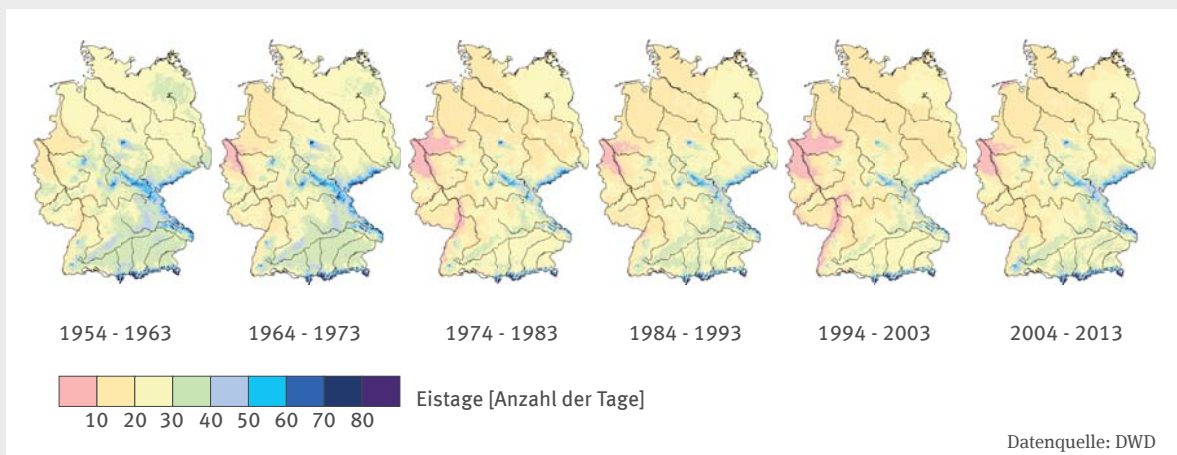 1954 - 1963 1964 - 1973 1974 - 1983 1984 - 1993 1994 - 2003 2004 - 2013
Eistage [Anzahl der Tage]
10 20 30 40 50 60 70 80
Datenquelle: DWD